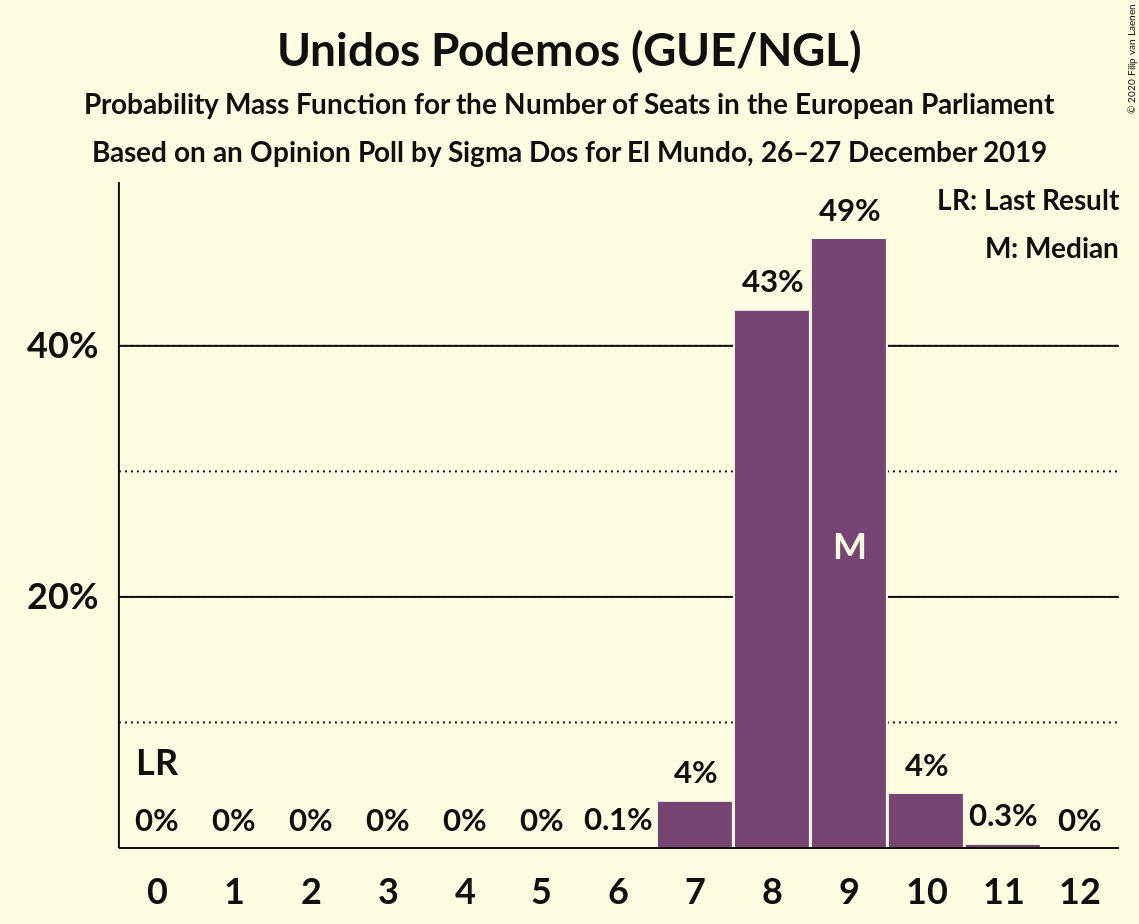 Unidos Podemos (GUE/NGL)
Probability Mass Function for the Number of Seats in the European Parliament
Based on an Opinion Poll by Sigma Dos for El Mundo, 26–27 December 2019
© 2020 Filip van Laenen
LR: Last Result
M: Median
49%
43%
40%
M
20%
LR
4%
4%
0% 0% 0% 0% 0% 0% 0.1% 0.3% 0%
0 1 2 3 4 5 6 7 8 9 10 11 12